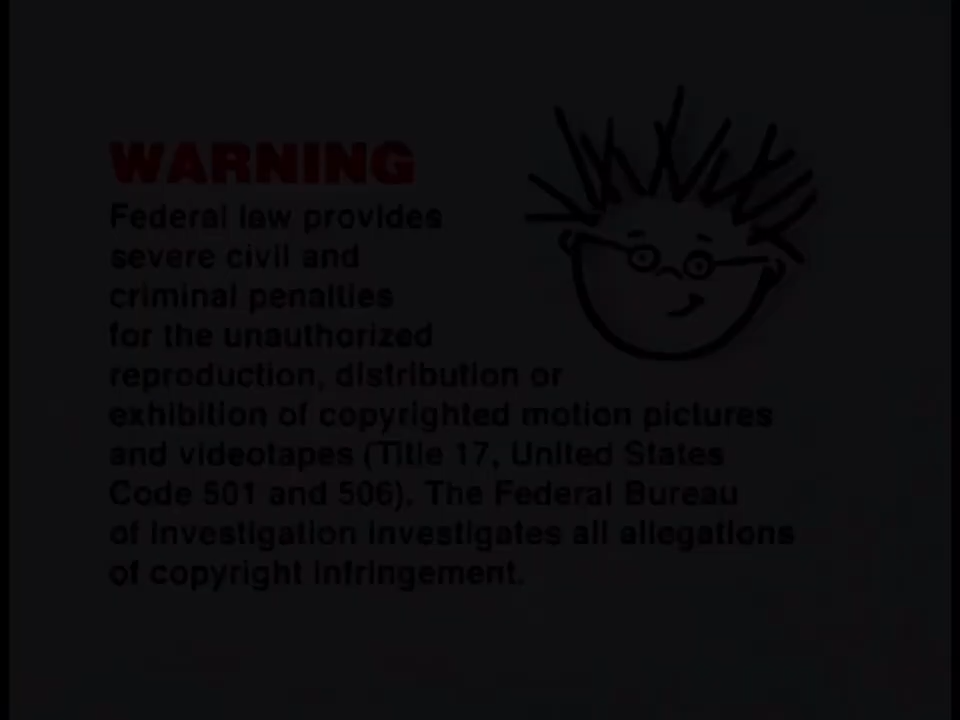 WARNING
Federal law provides
severe civil and
criminal penalties
for the unauthorized
reproduction, distribution or
exhibition of copyrighted motion pictures
and videotapes (Title 17, United States
Code 501 and 506). The Federal Bureau
of Investigation investigates all allegations
of copyright infringement.